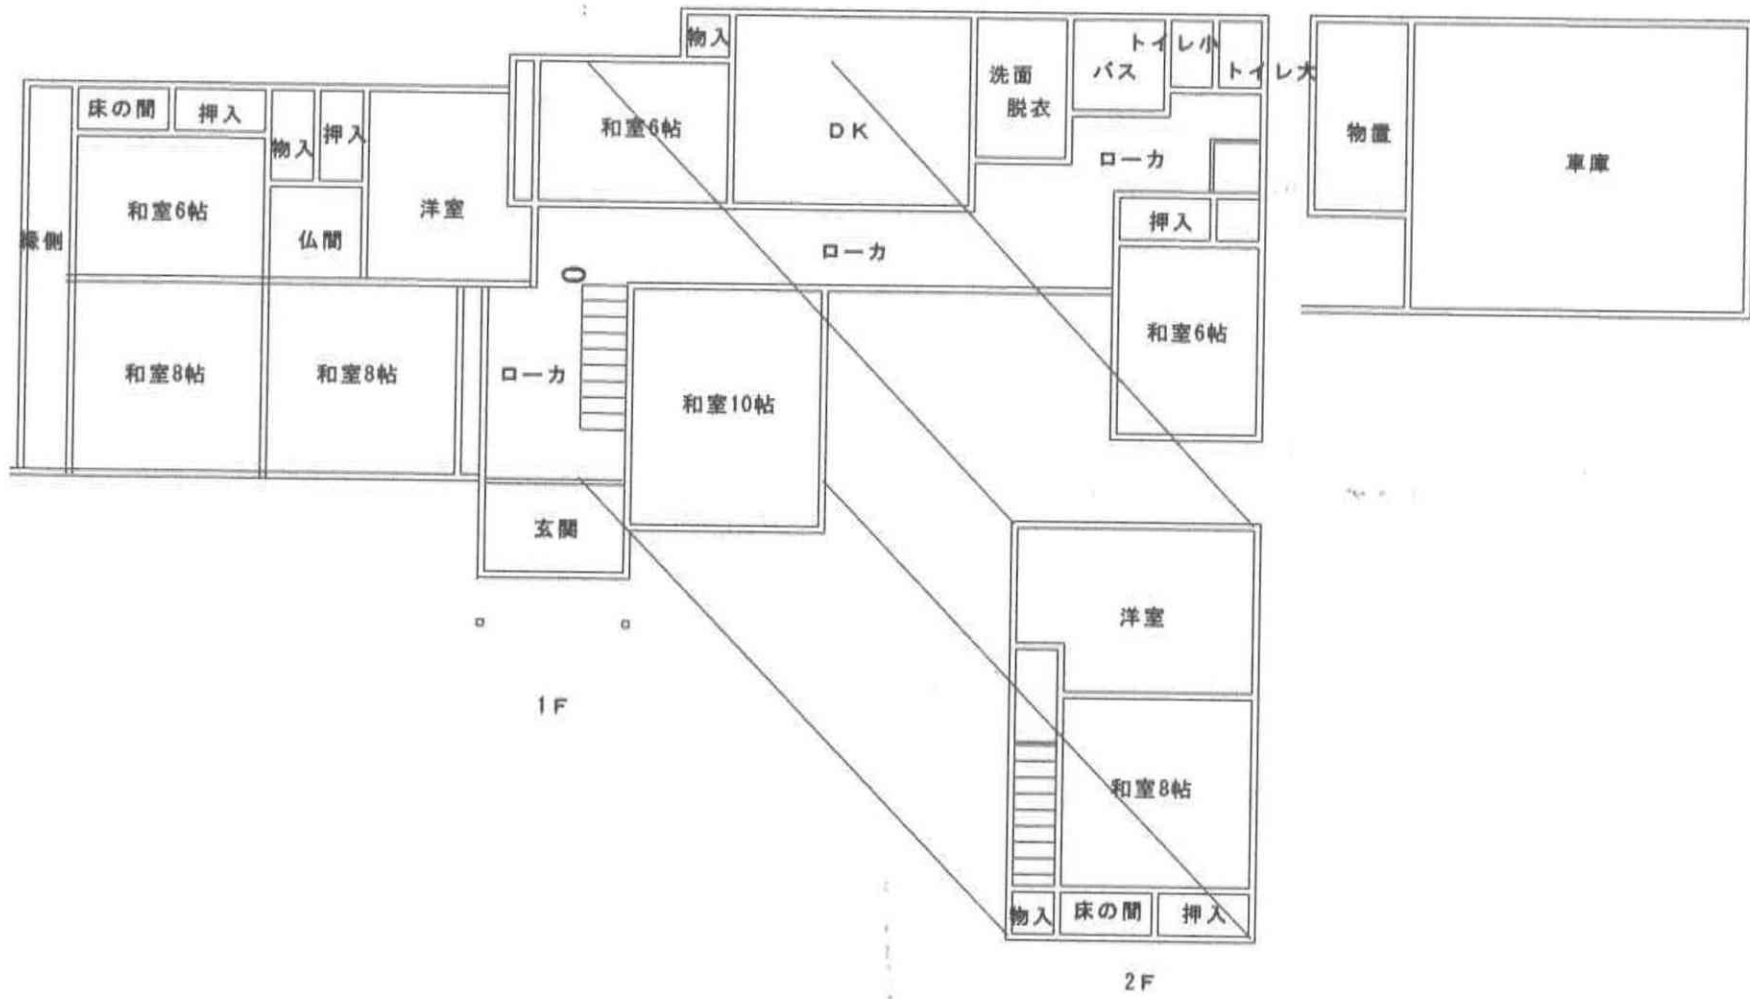 物入
トイレ小
トイレ大
洗面
脱衣
バス
床の間
押入
物入
押入
和室6帖
DK
ローカ
物置
車庫
和室6帖
洋室
押入
縁側
仏間
ローカ
和室6帖
和室8帖
和室8帖
ローカ
和室10帖
玄関
洋室
1F
和室8帖
物入
床の間
押入
2F